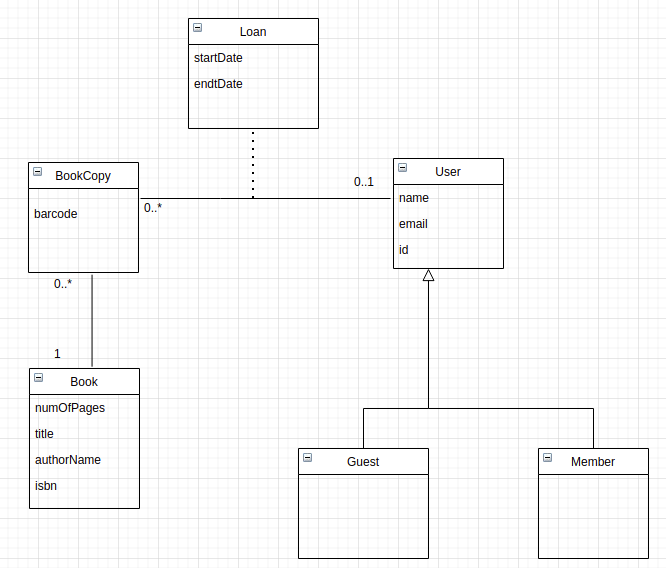 Loan
startDate
endtDate
BookCopy
barcode
0..*
0..1
User
name
email
id
0..*
1
Book
numOfPages
title
authorName
isbn
Guest
Member